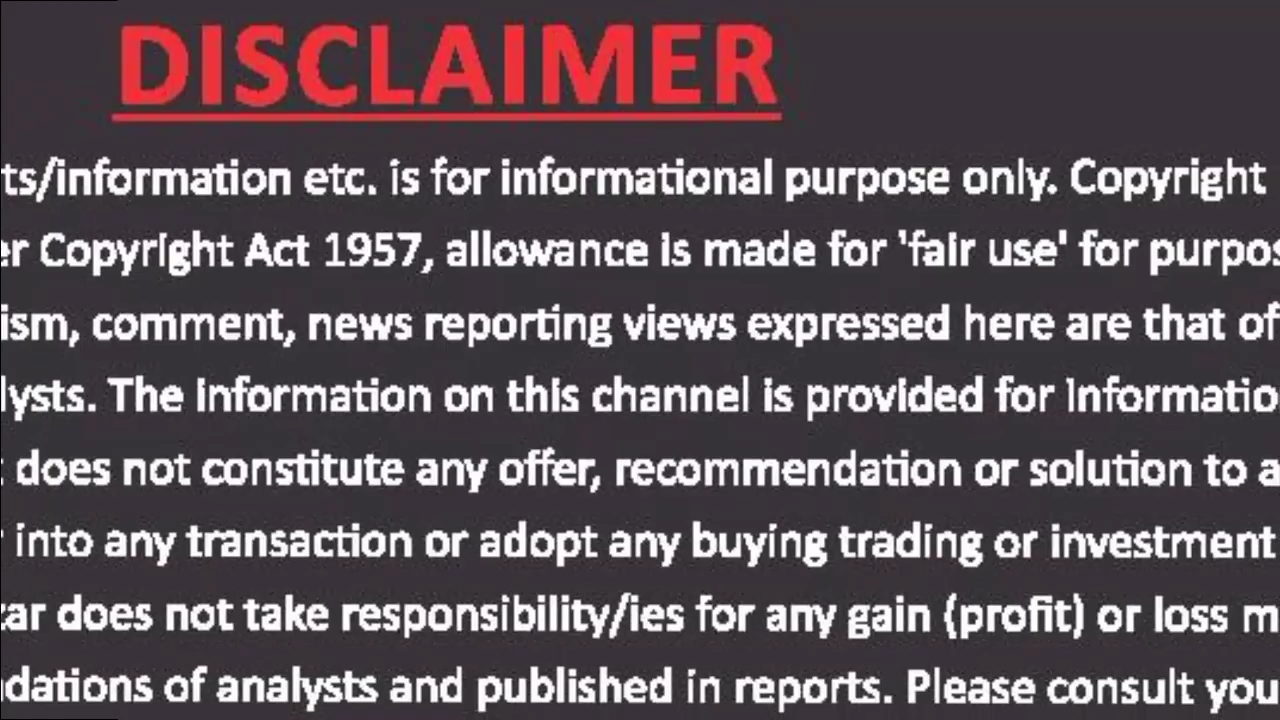 DISCLAIMER
ts/information etc. is for informational purpose only. Copyright
er Copyright Act 1957, allowance is made for 'fair use' for purpos
ism, comment, news reporting views expressed here are that of
lysts. The information on this channel is provided for informatio
does not constitute any offer, recommendation or solution to a
into any transaction or adopt any buying trading or investment
zar does not take responsibility/ies for any gain (profit) or loss m
dations of analysts and published in reports. Please consult you